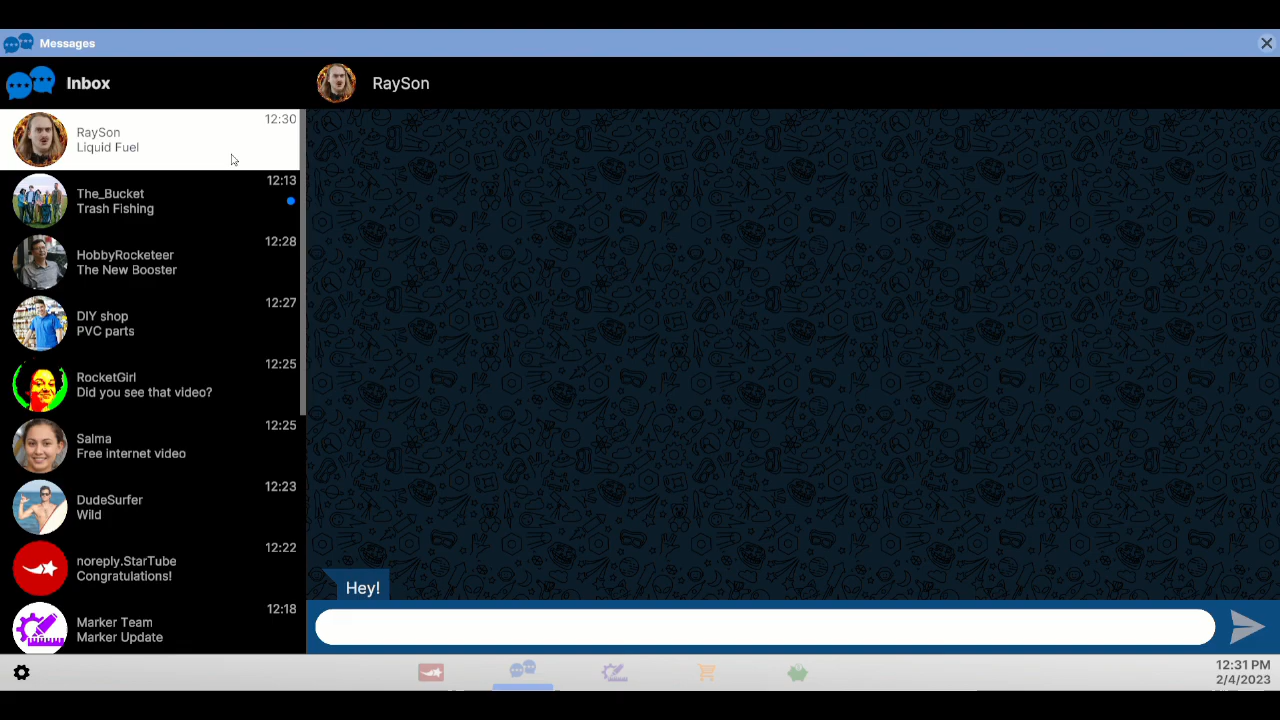 Messages
Inbox
RaySon
RaySon
Liquid Fuel
12:30
The_Bucket
Trash Fishing
12:13
HobbyRocketeer
The New Booster
12:28
DIY shop
PVC parts
12:27
RocketGirl
Did you see that video?
12:25
Salma
Free internet video
12:25
DudeSurfer
Wild
12:23
noreply.StarTube
Congratulations!
12:22
Marker Team
Marker Update
12:18
Hey!
12:31 PM
2/4/2023